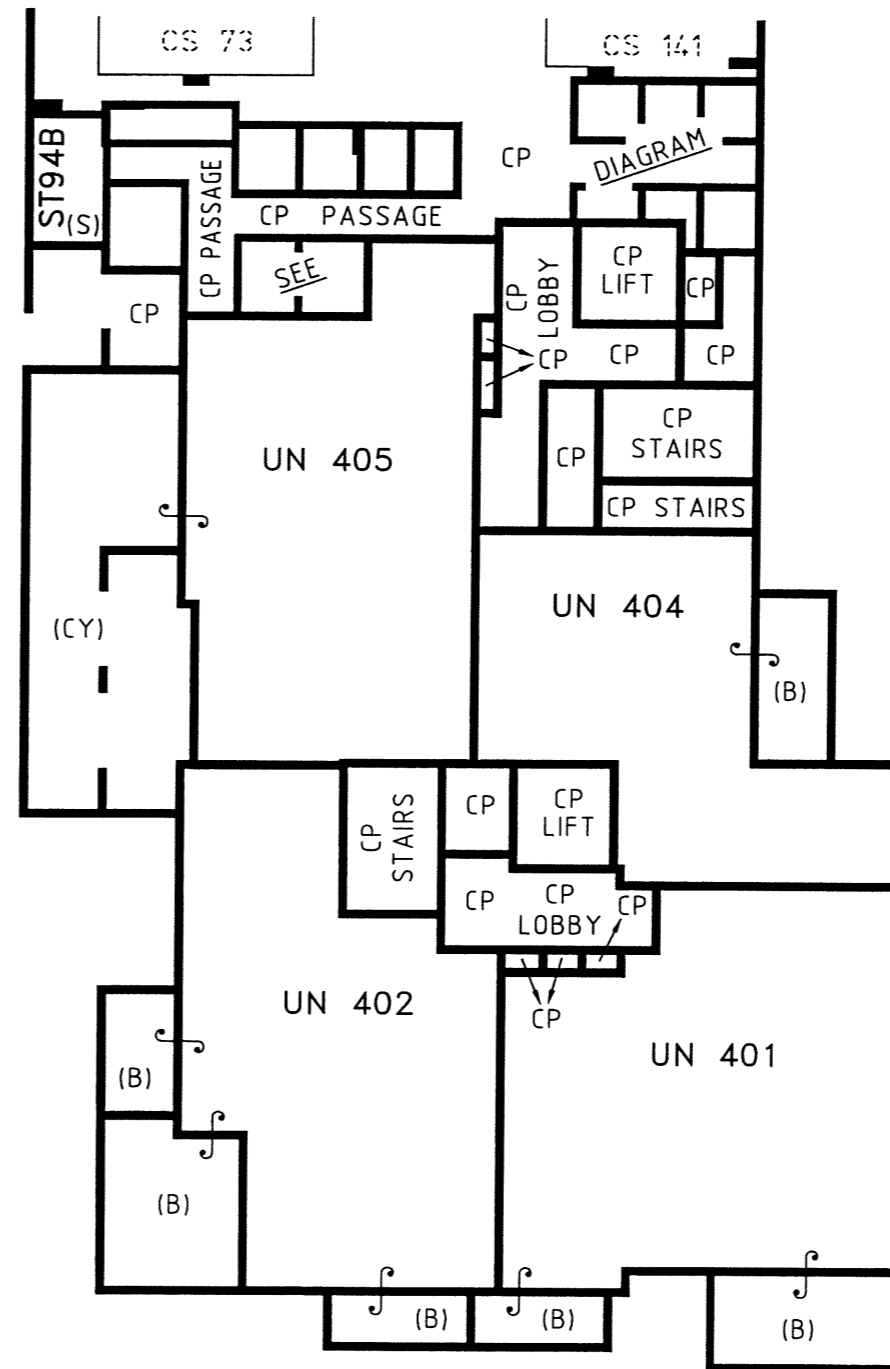 CS 73
CS 141
ST94B
(S)
CP PASSAGE
CP PASSAGE
CP
DIAGRAM
SEE
CP
CP
LOBBY
CP
LIFT
CP
CP
CP
CP
UN 405
CP
CP
STAIRS
CP STAIRS
(CY)
UN 404
(B)
CP
STAIRS
CP
CP
LIFT
CP
CP
LOBBY
CP
CP
UN 402
UN 401
(B)
(B)
(B)
(B)
(B)